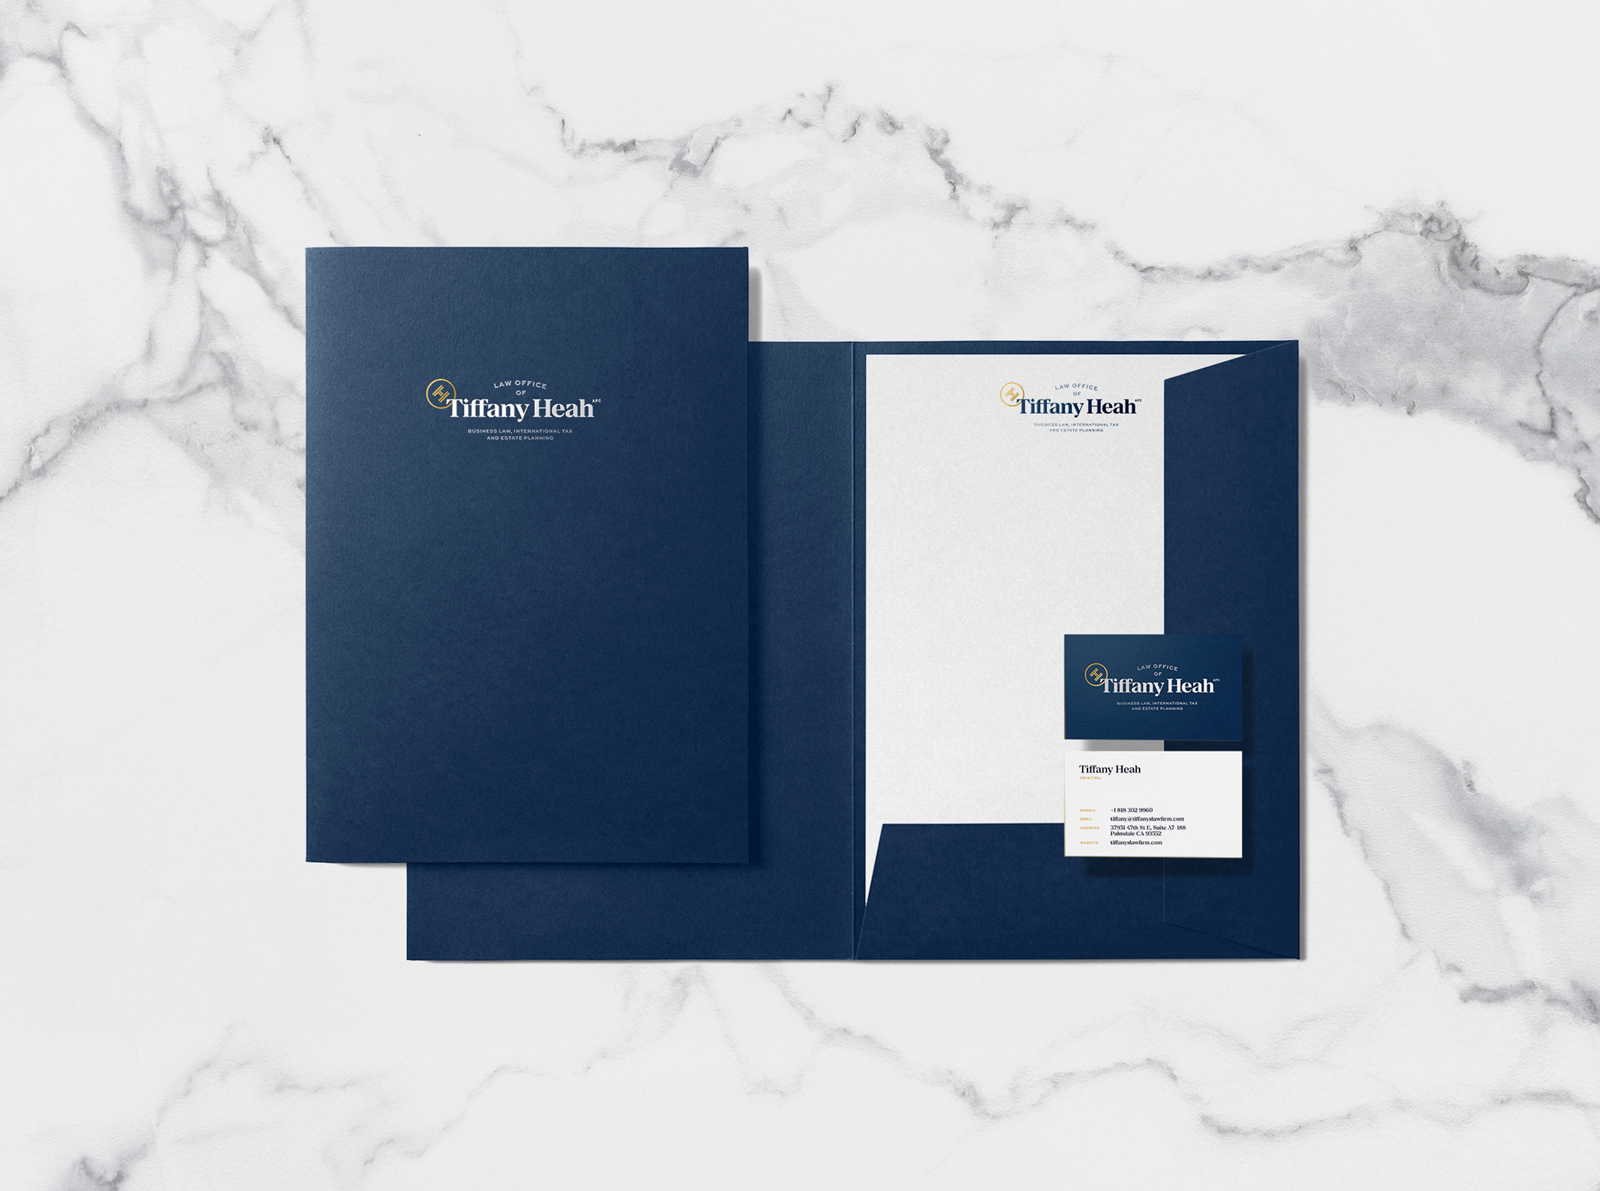 LAW OFFICE
OF
Tiffany Heah APC
BUSINESS LAW, INTERNATIONAL TAX
AND ESTATE PLANNING
LAW OFFICE
OF
Tiffany Heah APC
BUSINESS LAW, INTERNATIONAL TAX
AND ESTATE PLANNING
LAW OFFICE
OF
Tiffany Heah APC
BUSINESS LAW, INTERNATIONAL TAX
AND ESTATE PLANNING
Tiffany Heah
PRINCIPAL
MOBILE +1 818 302 9960
EMAIL tiffany@tiffanyslawfirm.com
ADDRESS 37951 47th St E, Suite A7-188
Palmdale CA 93552
WEBSITE tiffanyslawfirm.com